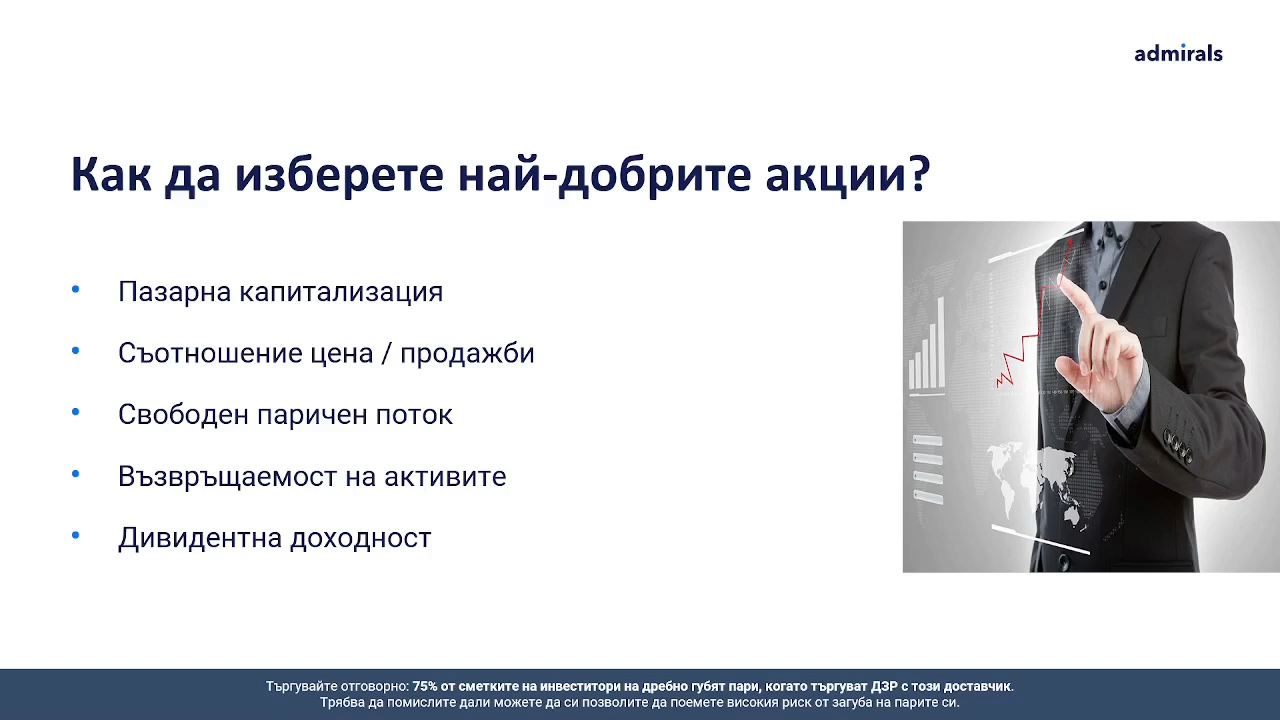 admirals
Как да изберете най-добрите акции?
• Пазарна капитализация
• Съотношение цена / продажби
• Свободен паричен поток
• Възвръщаемост на активите
• Дивидентна доходност
Търгувайте отговорно: 75% от сметките на инвеститори на дребно губят пари, когато търгуват ДЗР с този доставчик.
Трябва да помислите дали можете да си позволите да поемете високия риск от загуба на парите си.